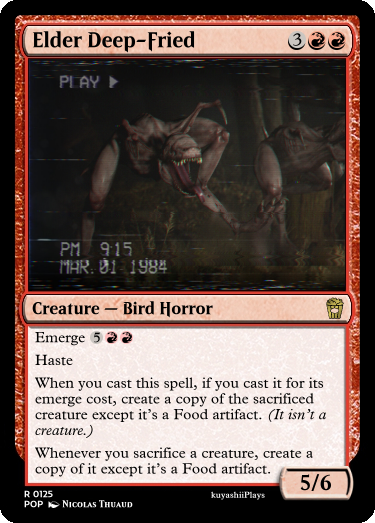 Elder Deep-Fried 3
PLAY
PM 9:15
MAR.01 1984
Creature — Bird Horror
Emerge 5
Haste
When you cast this spell, if you cast it for its
emerge cost, create a copy of the sacrificed
creature except it's a Food artifact. (It isn't a
creature.)
Whenever you sacrifice a creature, create a
copy of it except it's a Food artifact.
5/6
R 0125
POP Nicolas Thuaud
kuyashiiPlays